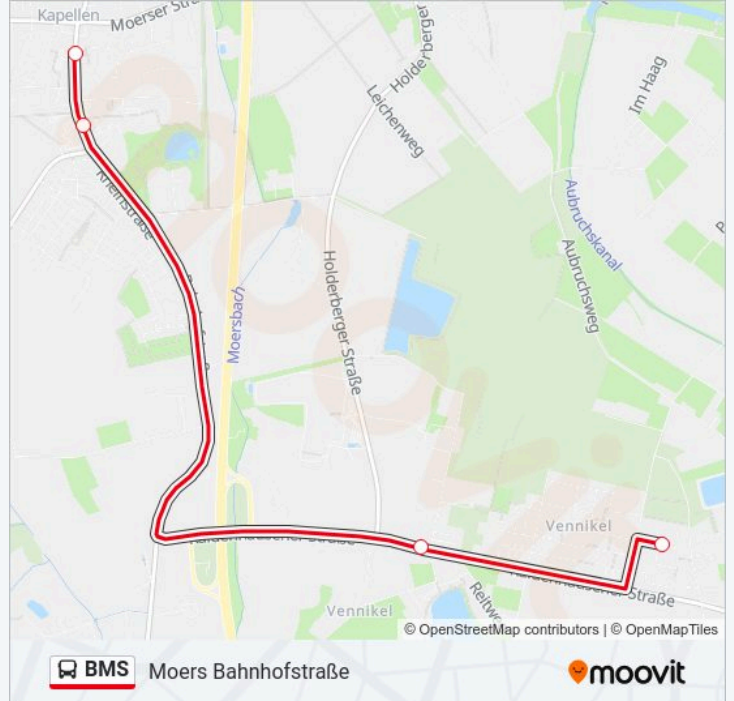 Kapellen
Moerser
Holderberger
Leichenweg
Im Haag
Rheinstraße
Aubruchskanal
Aubruchsweg
Moersbach
Holderberger Straße
Vennikel
Straße
Vennikel
© OpenStreetMap contributors | © OpenMapTiles
BMS Moers Bahnhofstraße
moovit